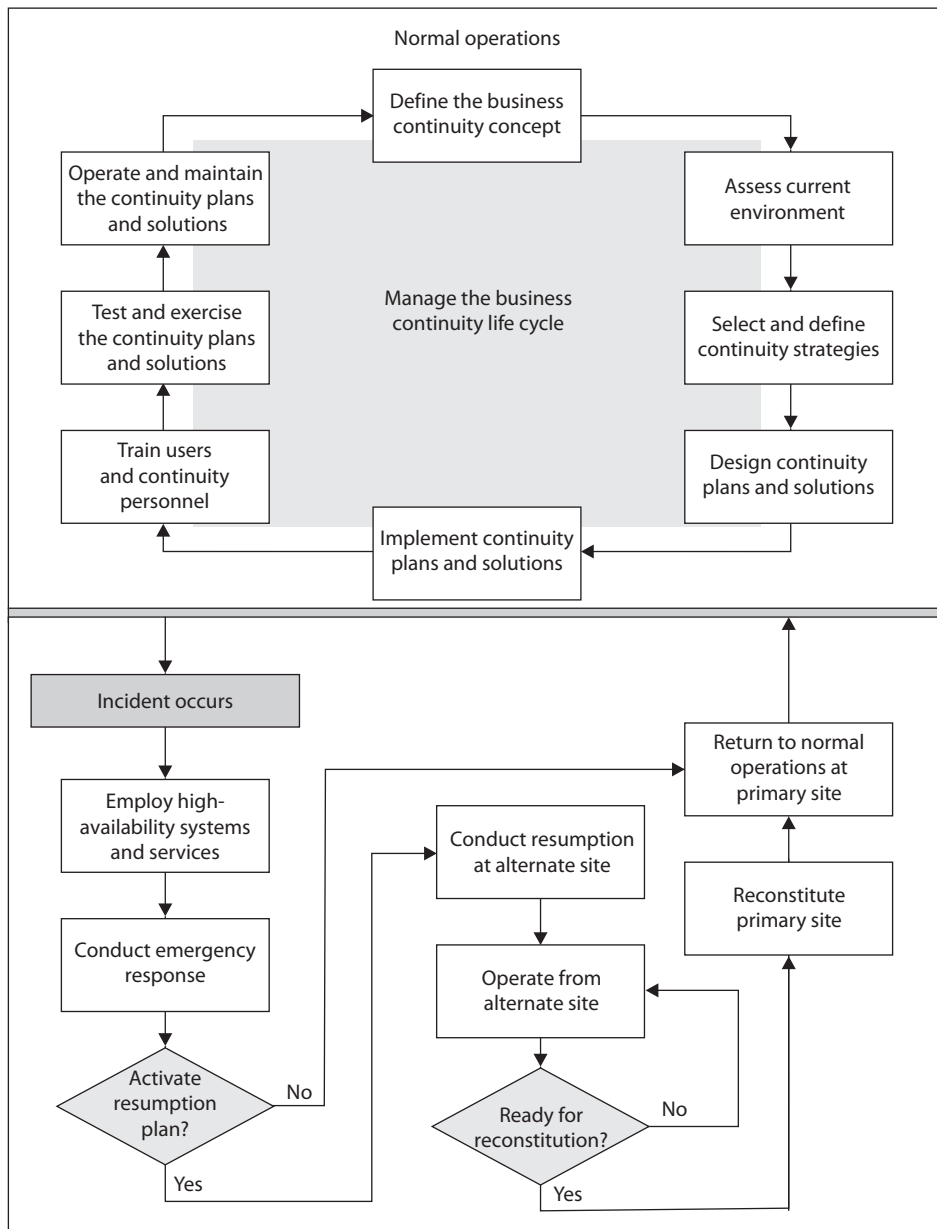 Normal operations
Define the business
continuity concept
Operate and maintain
the continuity plans
and solutions
Assess current
environment
Test and exercise
the continuity plans
and solutions
Manage the business
continuity life cycle
Select and define
continuity strategies
Train users
and continuity
personnel
Design continuity
plans and solutions
Implement continuity
plans and solutions
Incident occurs
Employ high-
availability systems
and services
Return to normal
operations at
primary site
Conduct resumption
at alternate site
Reconstitute
primary site
Conduct emergency
response
Operate from
alternate site
Activate
resumption
plan?
No
Yes
Ready for
reconstitution?
No
Yes